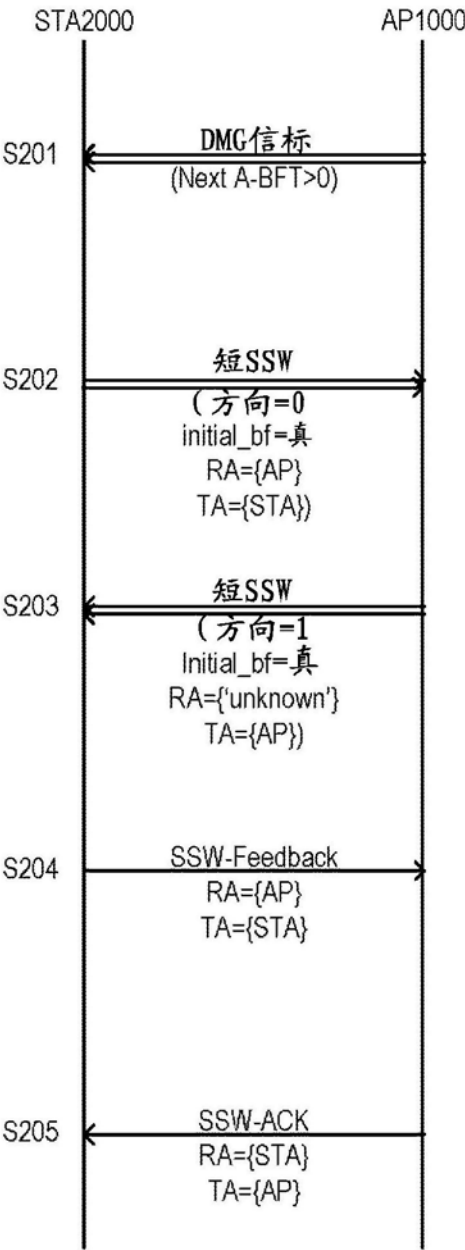 STA2000
AP1000
S201
DMG信标
(Next A-BFT>0)
S202
短SSW
(方向=0
initial_bf=真
RA={AP}
TA={STA})
S203
短SSW
(方向=1
Initial_bf=真
RA={‘unknown’}
TA={AP})
S204
SSW-Feedback
RA={AP}
TA={STA}
S205
SSW-ACK
RA={STA}
TA={AP}